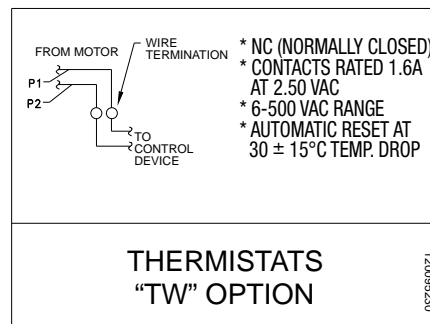 FROM MOTOR
WIRE
TERMINATION
P1
P2
TO
CONTROL
DEVICE
* NC (NORMALLY CLOSED)
* CONTACTS RATED 1.6A
AT 2.50 VAC
* 6-500 VAC RANGE
* AUTOMATIC RESET AT
30 ± 15°C TEMP. DROP
THERMISTATS
“TW” OPTION